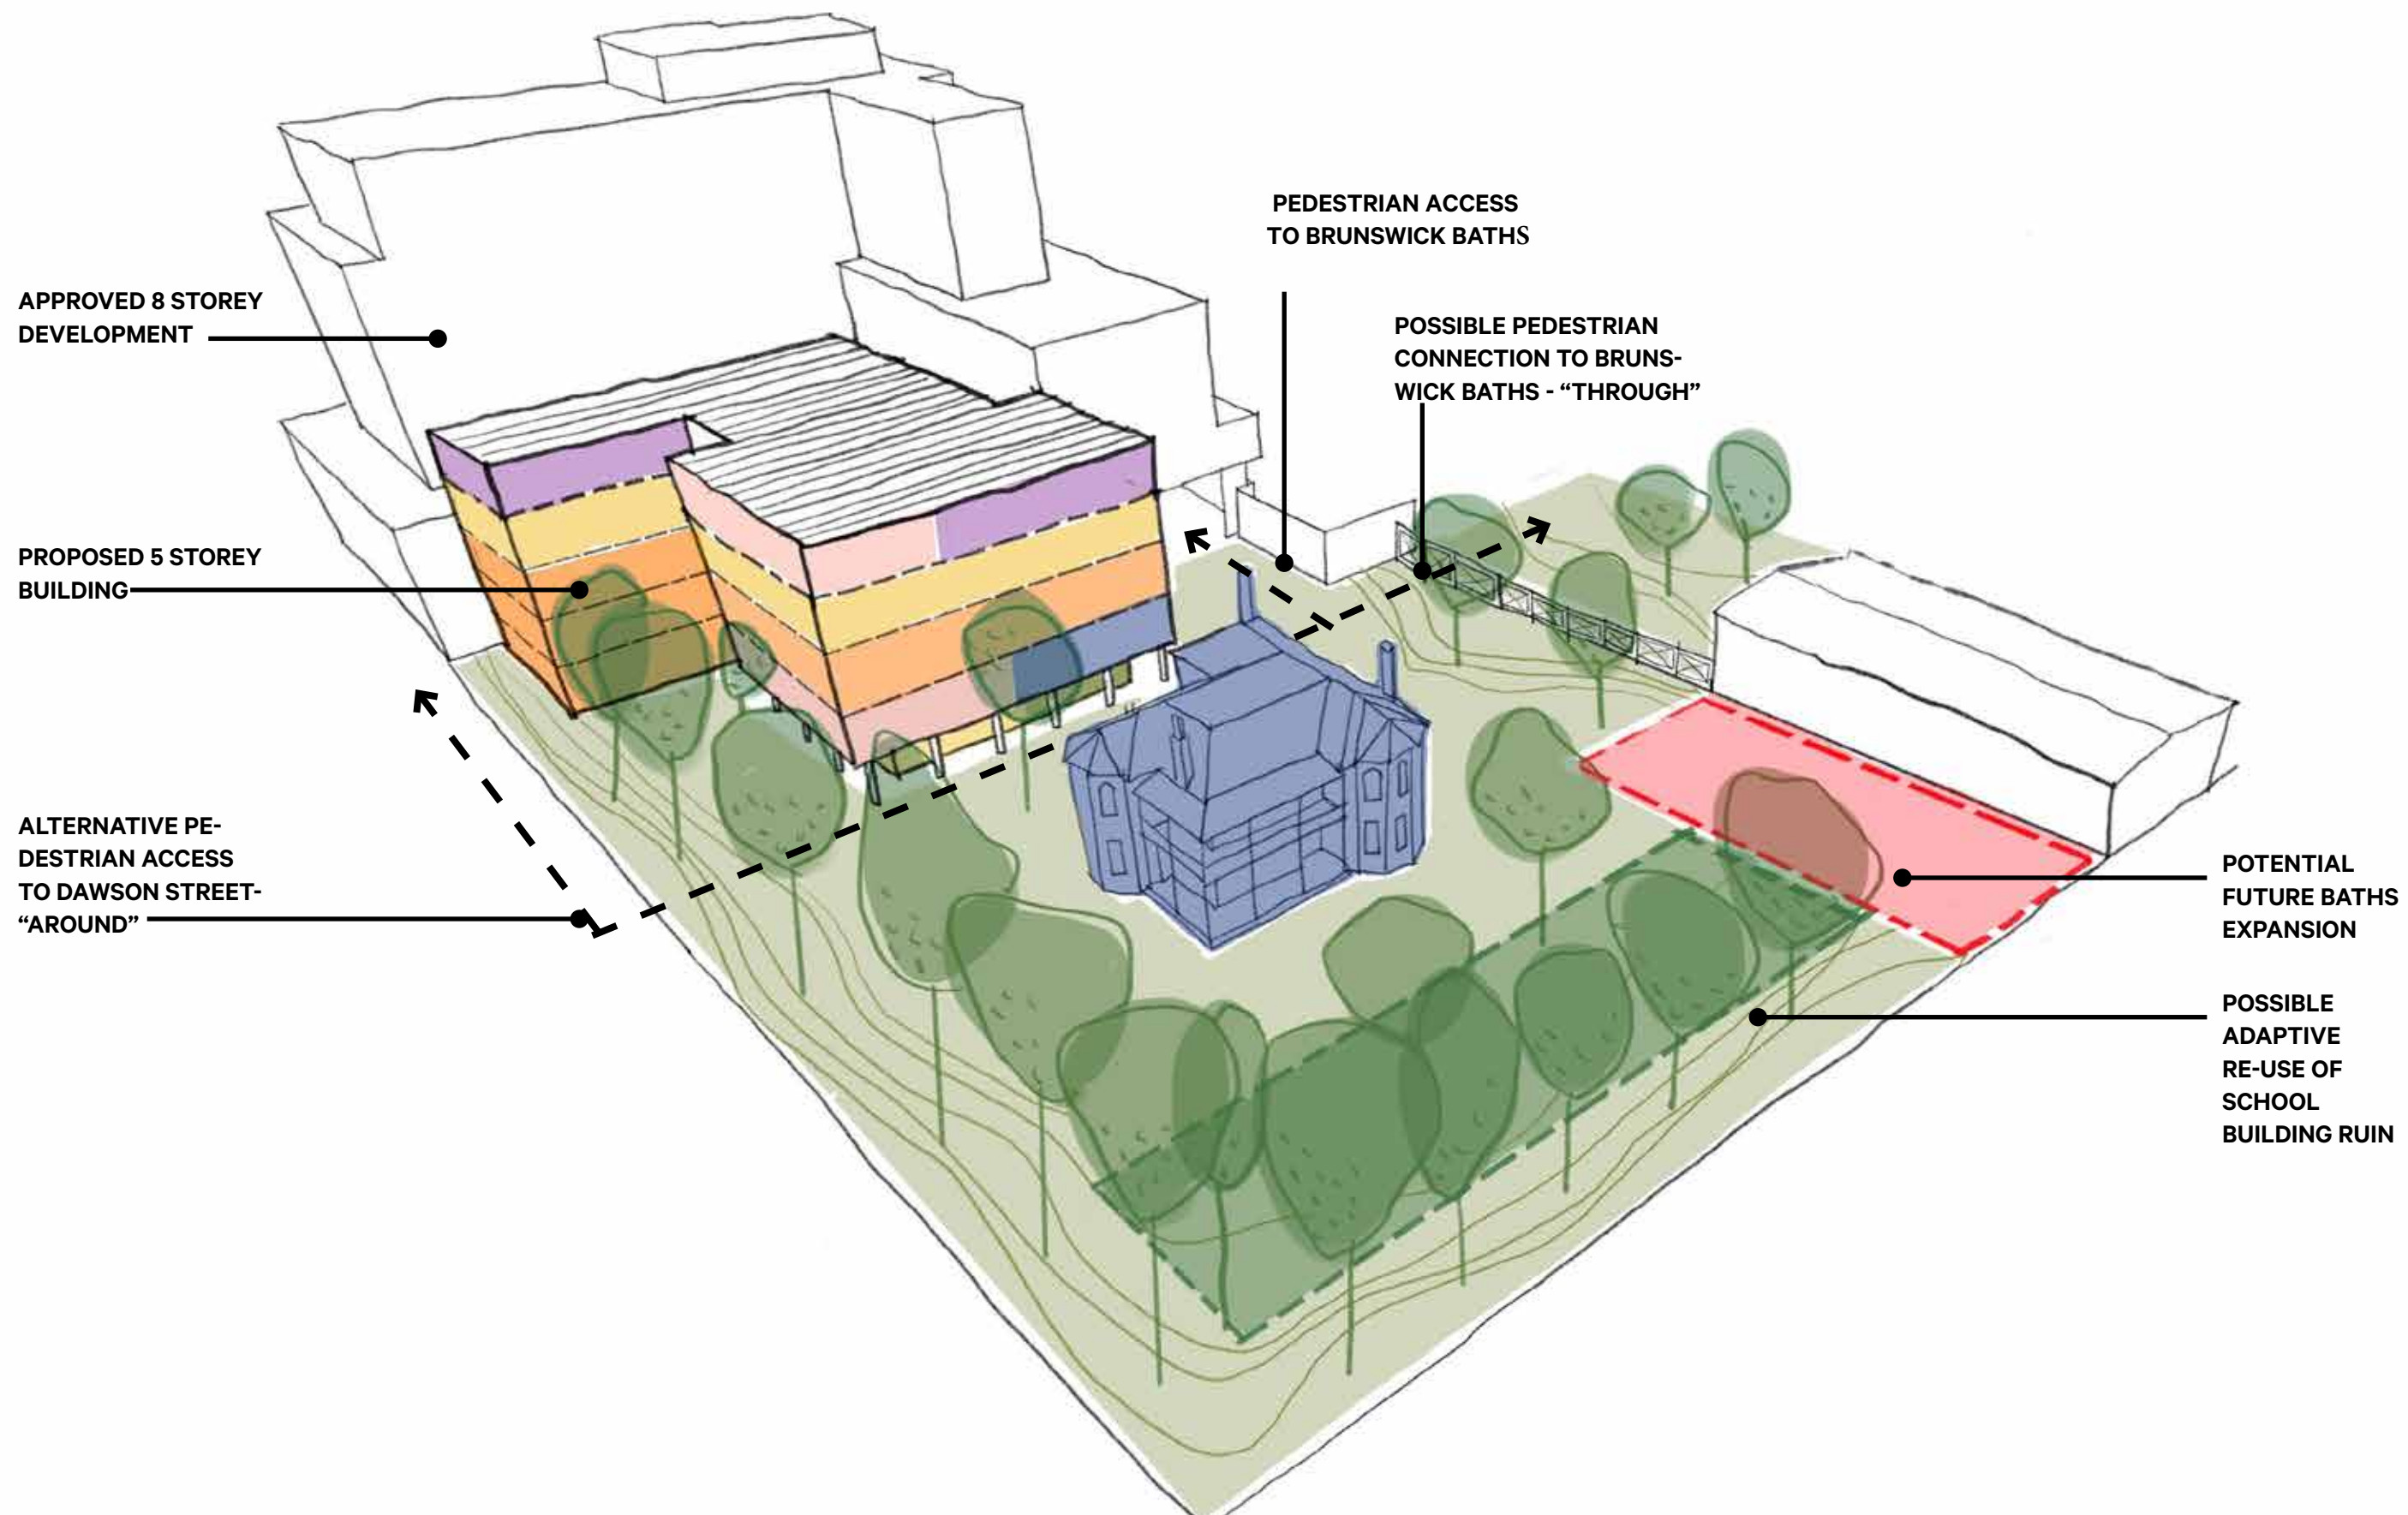 PEDESTRIAN ACCESS
TO BRUNSWICK BATHS
APPROVED 8 STOREY
DEVELOPMENT
POSSIBLE PEDESTRIAN
CONNECTION TO BRUNS-
WICK BATHS - “THROUGH”
PROPOSED 5 STOREY
BUILDING
ALTERNATIVE PE-
DESTRIAN ACCESS
TO DAWSON STREET-
“AROUND”
POTENTIAL
FUTURE BATHS
EXPANSION
POSSIBLE
ADAPTIVE
RE-USE OF
SCHOOL
BUILDING RUIN